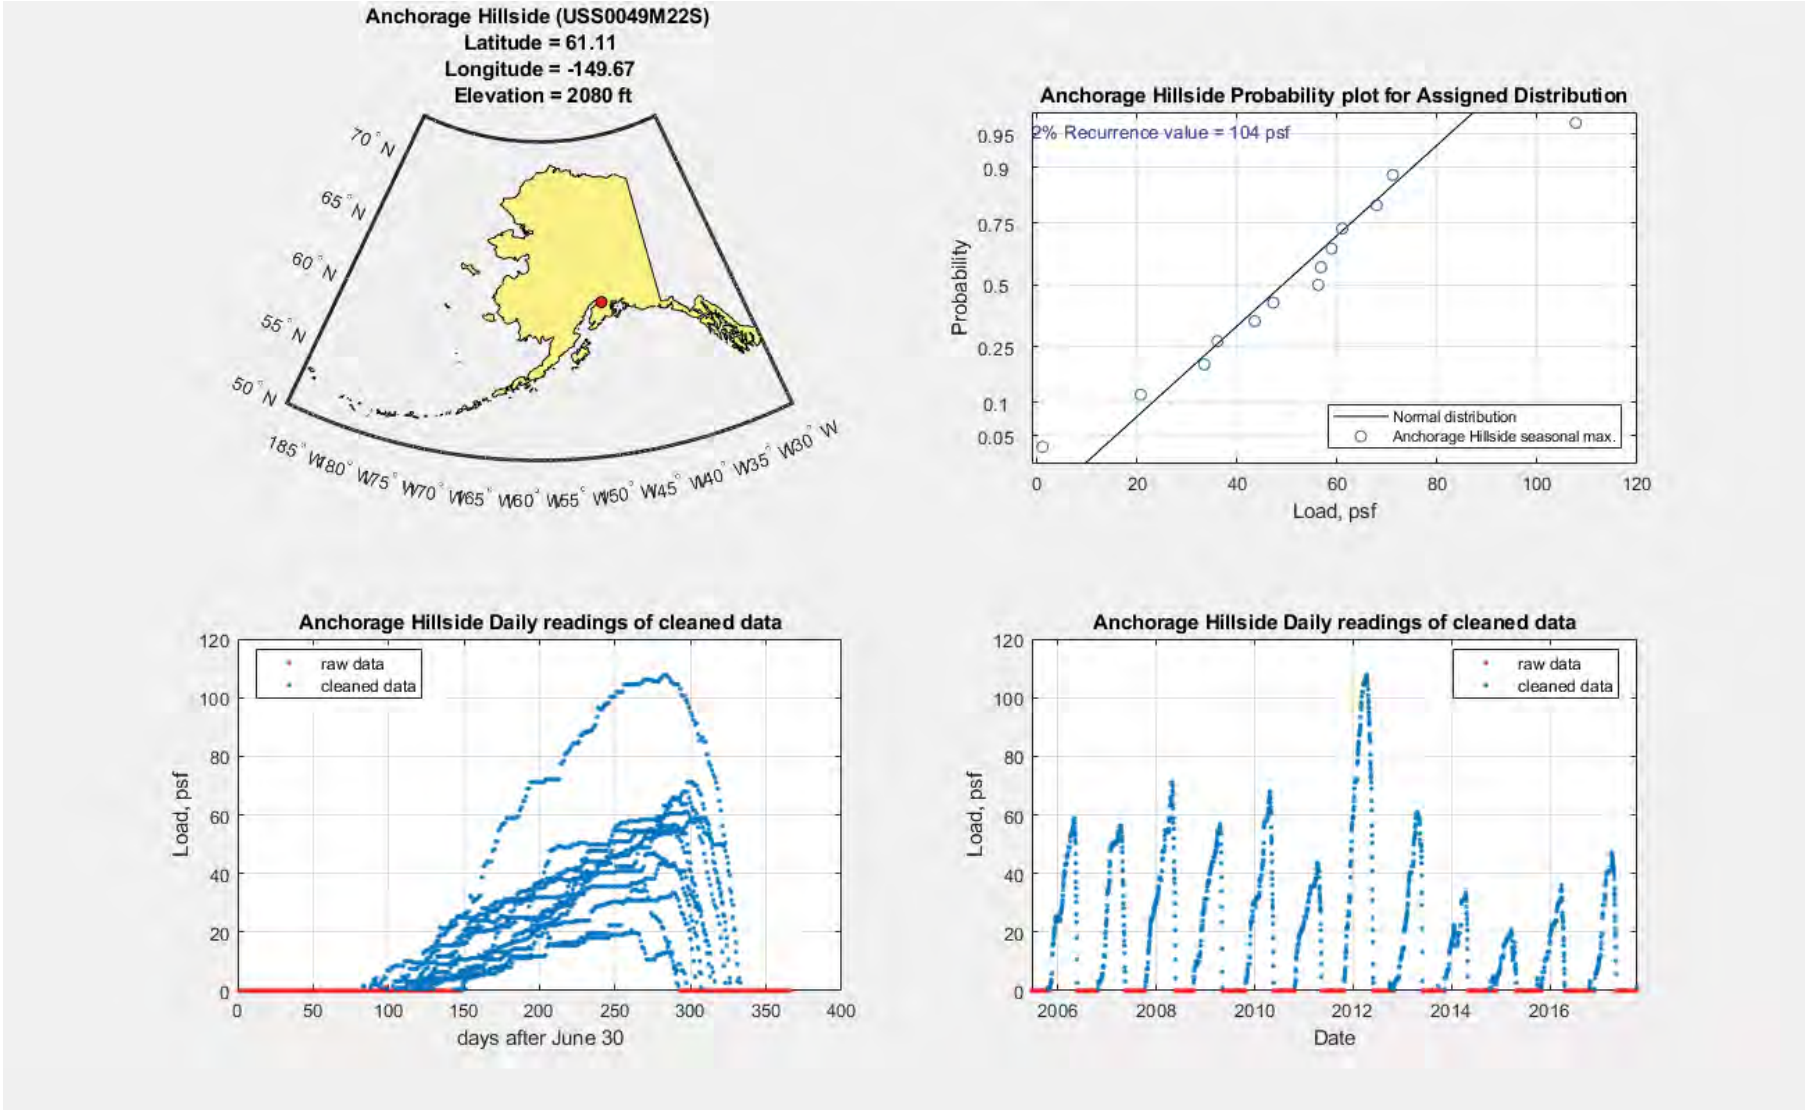 Anchorage Hillside (USS0049M22S)
Latitude = 61.11
Longitude = -149.67
Elevation = 2080 ft
70° N
65° N
60° N
55° N
50° N
185° W
180° W
175° W
170° W
165° W
160° W
155° W
150° W
145° W
140° W
135° W
130° W
Anchorage Hillside Probability plot for Assigned Distribution
2% Recurrence value = 104 psf
0.95
0.9
0.75
0.5
0.25
0.1
0.05
Probability
Normal distribution
Anchorage Hillside seasonal max.
0 20 40 60 80 100 120
Load, psf
Anchorage Hillside Daily readings of cleaned data
raw data
cleaned data
120
100
80
60
40
20
0
Load, psf
0 50 100 150 200 250 300 350 400
days after June 30
Anchorage Hillside Daily readings of cleaned data
raw data
cleaned data
120
100
80
60
40
20
0
Load, psf
2006 2008 2010 2012 2014 2016
Date